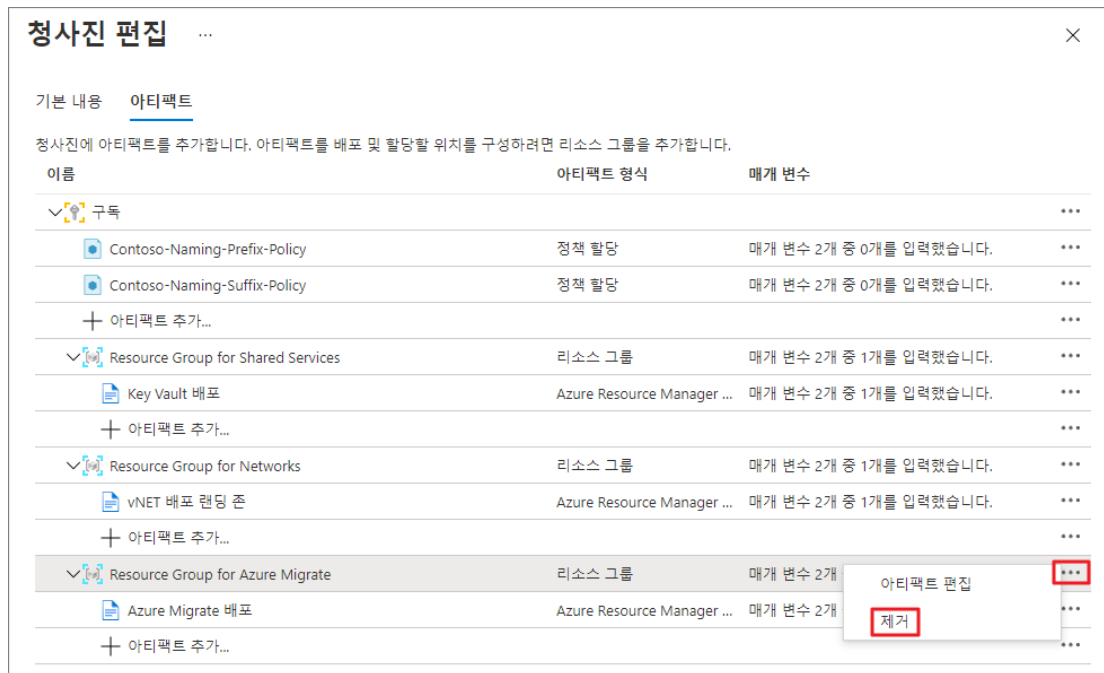 청사진 편집 ...
기본 내용 아티팩트
청사진에 아티팩트를 추가합니다. 아티팩트를 배포 및 할당할 위치를 구성하려면 리소스 그룹을 추가합니다.
이름 아티팩트 형식 매개 변수
구독
Contoso-Naming-Prefix-Policy 정책 할당 매개 변수 2개 중 0개를 입력했습니다.
Contoso-Naming-Suffix-Policy 정책 할당 매개 변수 2개 중 0개를 입력했습니다.
아티팩트 추가...
Resource Group for Shared Services 리소스 그룹 매개 변수 2개 중 1개를 입력했습니다.
Key Vault 배포 Azure Resource Manager ... 매개 변수 2개 중 1개를 입력했습니다.
아티팩트 추가...
Resource Group for Networks 리소스 그룹 매개 변수 2개 중 1개를 입력했습니다.
vNET 배포 랜딩 존 Azure Resource Manager ... 매개 변수 2개 중 1개를 입력했습니다.
아티팩트 추가...
Resource Group for Azure Migrate 리소스 그룹 매개 변수 2개
아티팩트 편집
Azure Migrate 배포 Azure Resource Manager ... 매개 변수 2개
제거
아티팩트 추가...